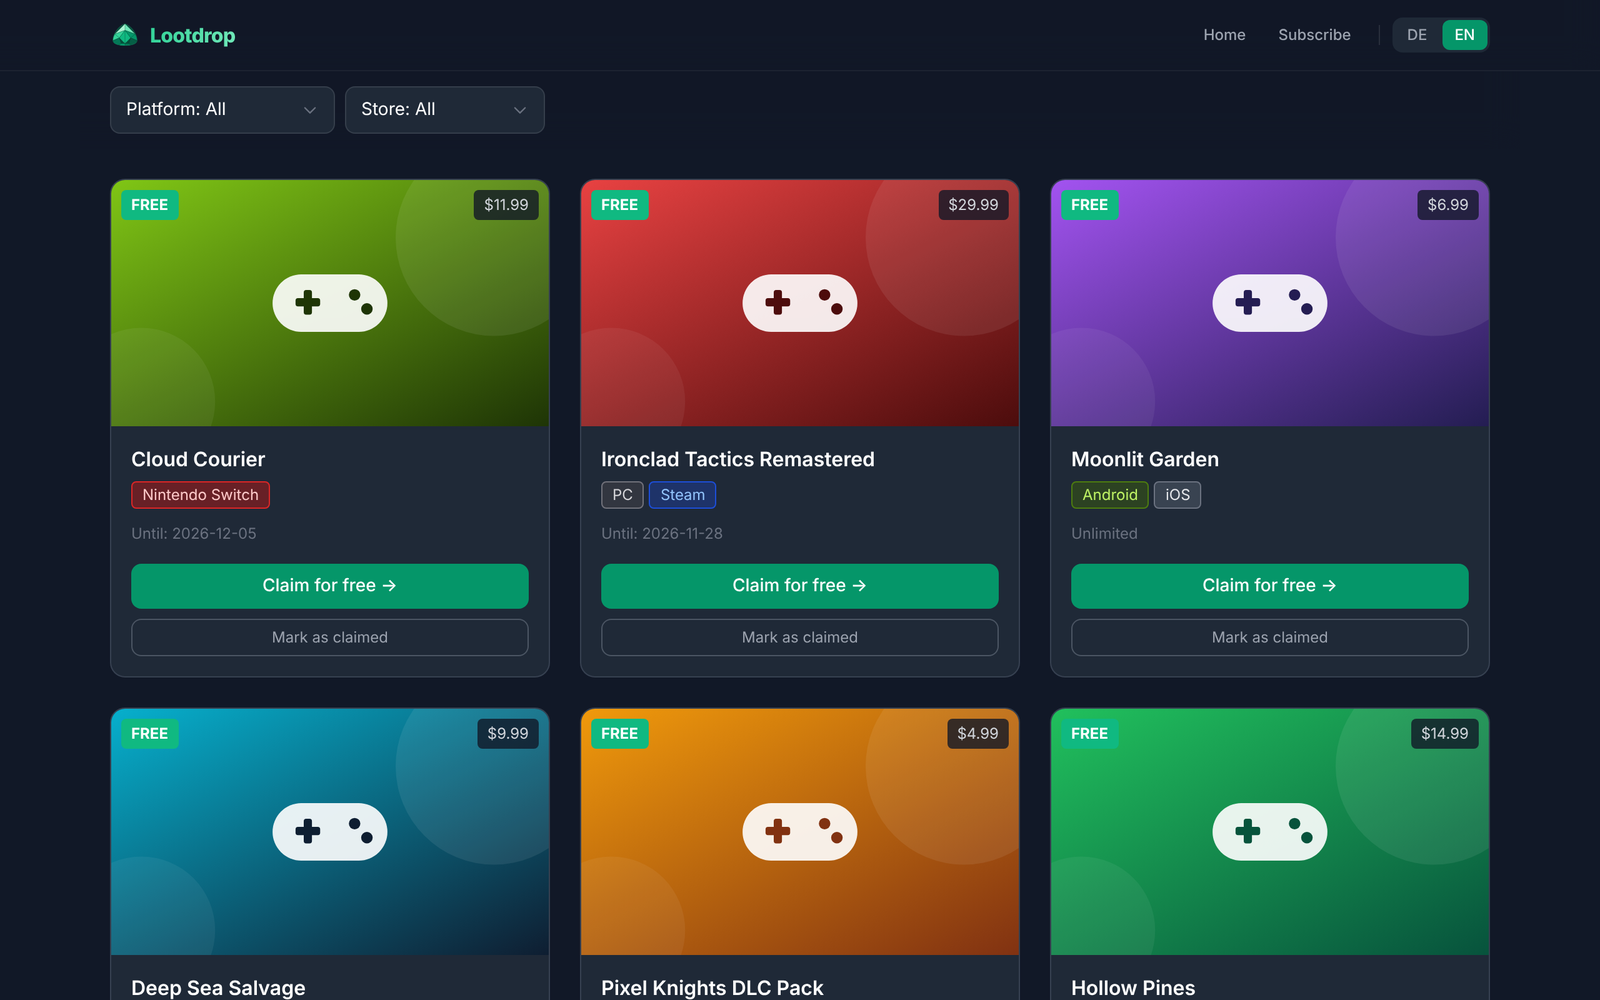 Lootdrop
Home
Subscribe
DE
EN
Platform: All
Store: All
FREE
$11.99
FREE
$29.99
FREE
$6.99
Cloud Courier
Nintendo Switch
Until: 2026-12-05
Claim for free →
Mark as claimed
Ironclad Tactics Remastered
PC
Steam
Until: 2026-11-28
Claim for free →
Mark as claimed
Moonlit Garden
Android
iOS
Unlimited
Claim for free →
Mark as claimed
FREE
$9.99
FREE
$4.99
FREE
$14.99
Deep Sea Salvage
Pixel Knights DLC Pack
Hollow Pines